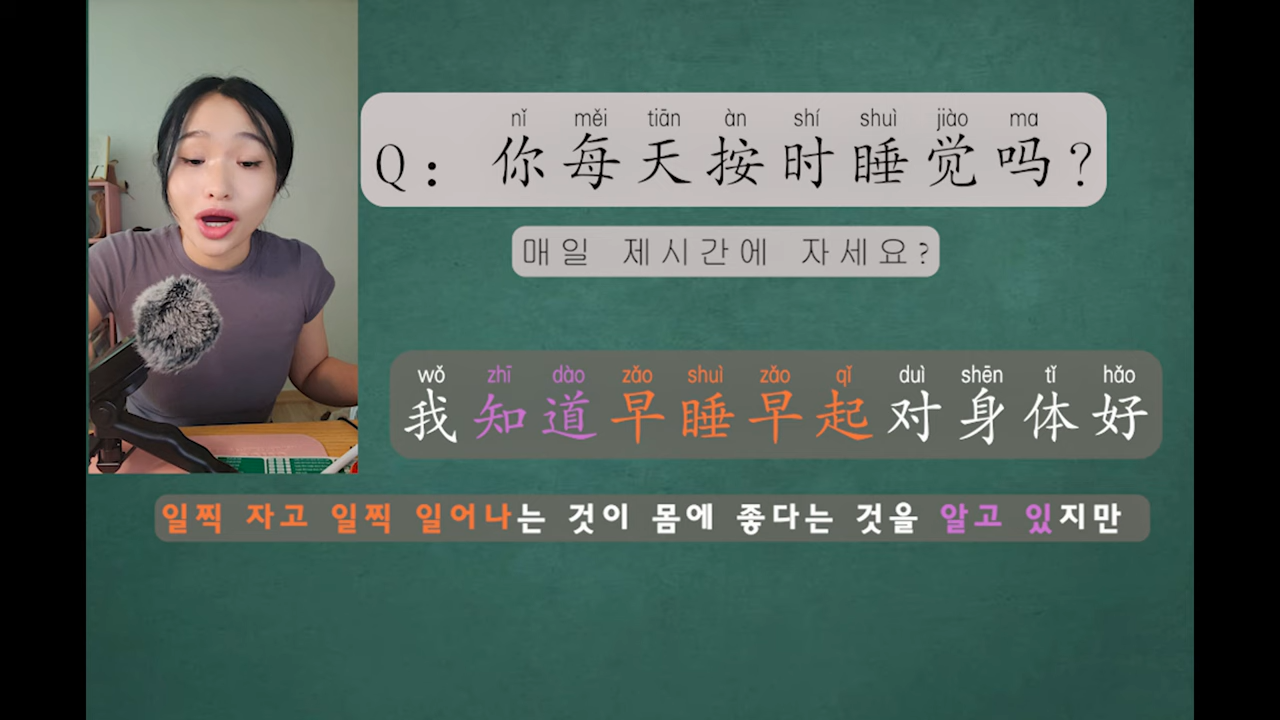 nǐ měi tiān àn shí shuì jiào ma
Q：你每天按时睡觉吗?
매일 제시간에 자세요?
wǒ zhī dào zǎo shuì zǎo qǐ duì shēn tǐ hǎo
我知道早睡早起对身体好
일찍 자고 일찍 일어나는 것이 몸에 좋다는 것을 알고 있지만